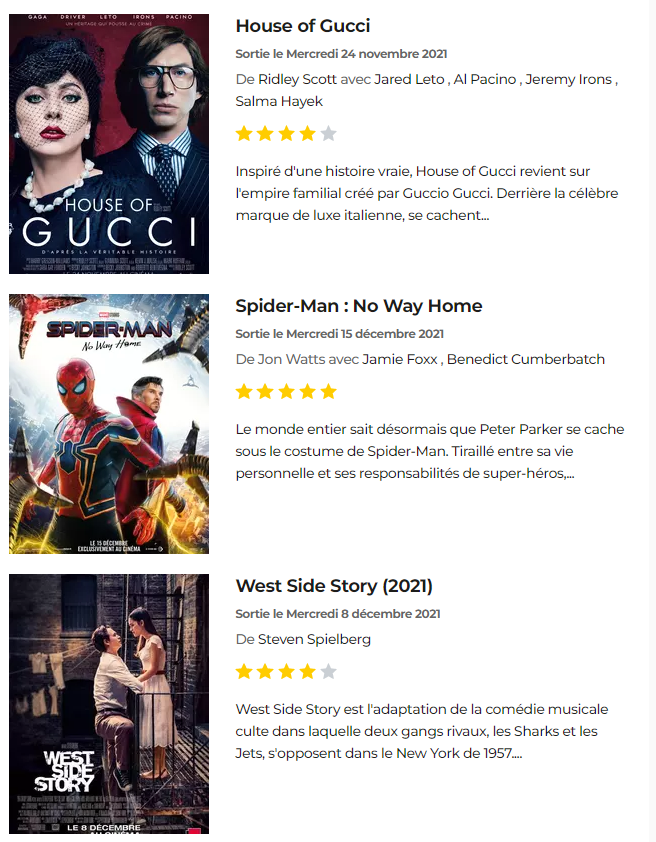 GAGA DRIVER LETO IRONS PACINO
UN HÉRITAGE QUI POUSSE AU CRIME
HOUSE OF
GUCCI
D'APRÈS LA VÉRITABLE HISTOIRE
House of Gucci
Sortie le Mercredi 24 novembre 2021
De Ridley Scott avec Jared Leto , Al Pacino , Jeremy Irons ,
Salma Hayek
Inspiré d'une histoire vraie, House of Gucci revient sur
l'empire familial créé par Guccio Gucci. Derrière la célèbre
marque de luxe italienne, se cachent...
SPIDER-MAN
No Way Home
LE 15 DÉCEMBRE
EXCLUSIVEMENT AU CINÉMA
Spider-Man : No Way Home
Sortie le Mercredi 15 décembre 2021
De Jon Watts avec Jamie Foxx , Benedict Cumberbatch
Le monde entier sait désormais que Peter Parker se cache
sous le costume de Spider-Man. Tiraillé entre sa vie
personnelle et ses responsabilités de super-héros,...
WEST
SIDE
STORY
LE 8 DÉCEMBRE
AU CINÉMA
West Side Story (2021)
Sortie le Mercredi 8 décembre 2021
De Steven Spielberg
West Side Story est l'adaptation de la comédie musicale
culte dans laquelle deux gangs rivaux, les Sharks et les
Jets, s'opposent dans le New York de 1957....